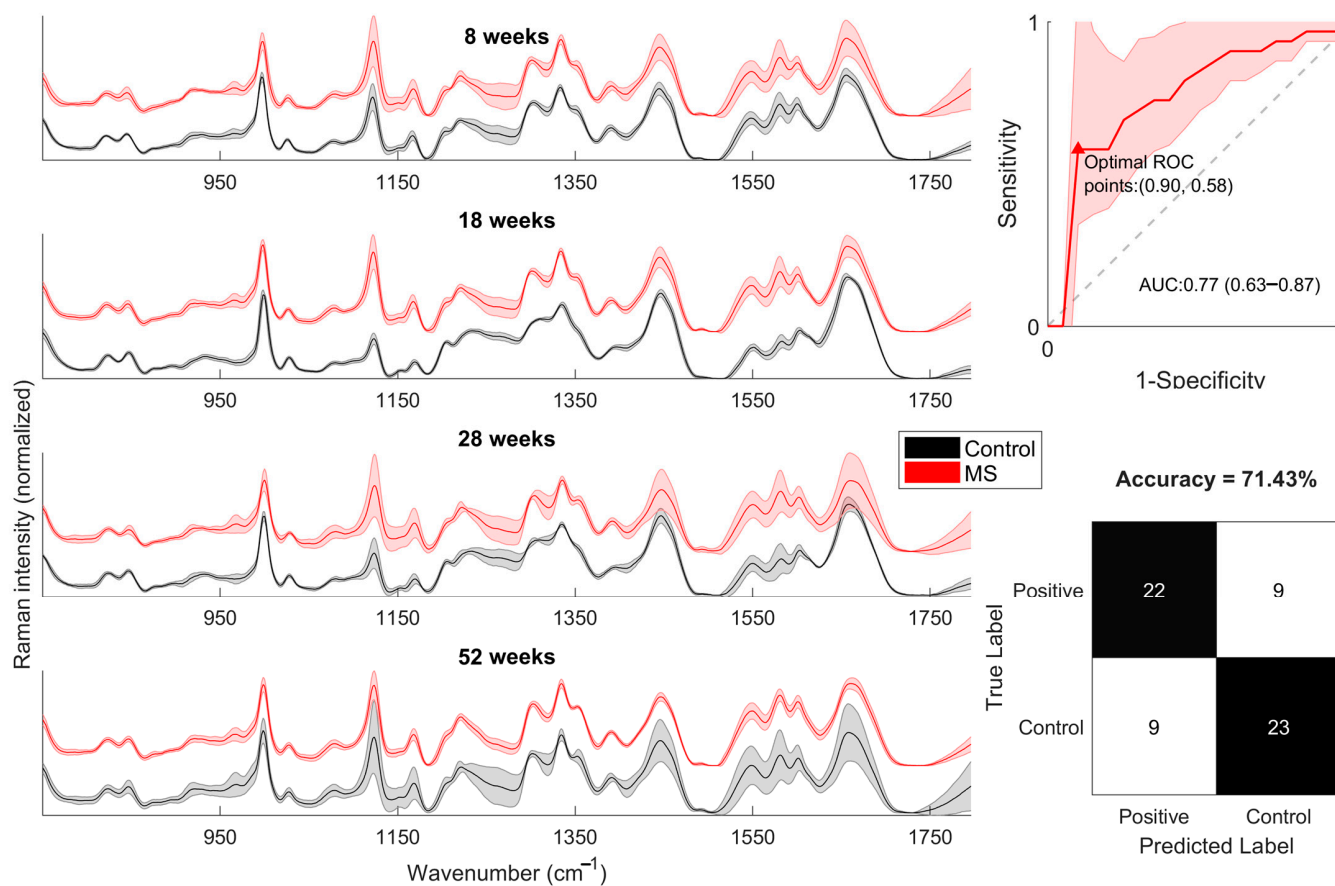 8 weeks
950
1150
1350
1550
1750
18 weeks
950
1150
1350
1550
1750
28 weeks
950
1150
1350
1550
1750
52 weeks
950
1150
1350
1550
1750
Raman intensity (normalized)
Wavenumber (cm⁻¹)
Control
MS
1
Sensitivity
Optimal ROC
points:(0.90, 0.58)
AUC:0.77 (0.63–0.87)
0
0
1-Specificity
Accuracy = 71.43%
True Label
Positive
22
9
Control
9
23
Positive
Control
Predicted Label